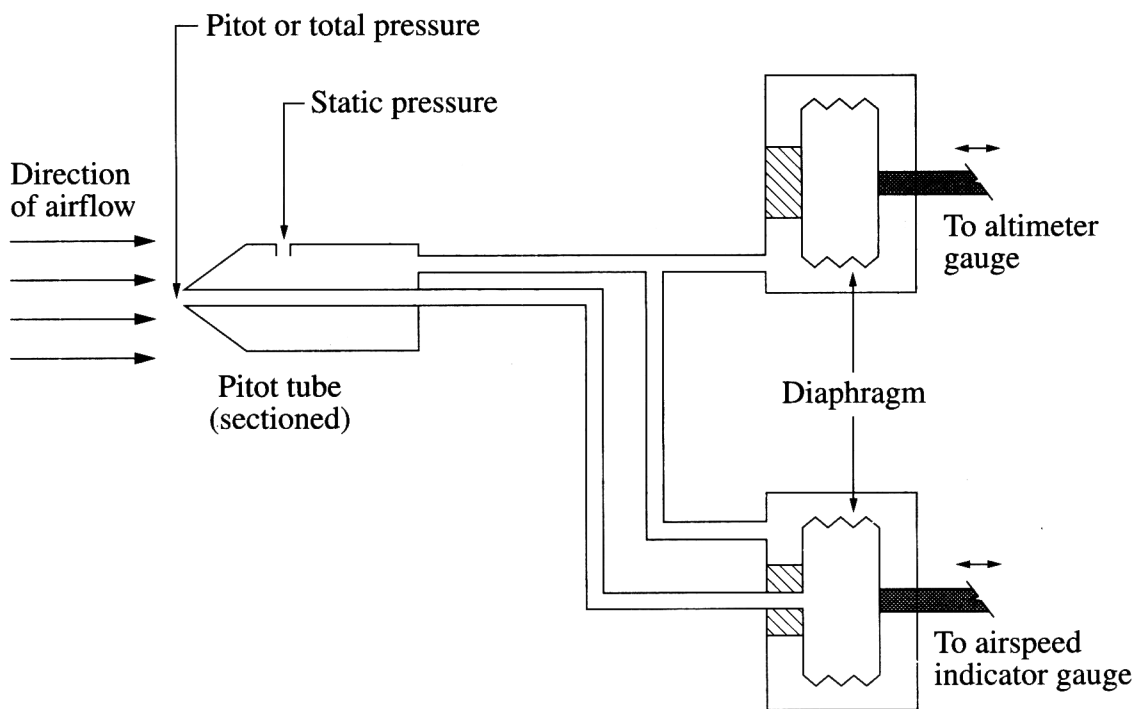 Pitot or total pressure
Static pressure
Direction
of airflow
To altimeter
gauge
Pitot tube
(sectioned)
Diaphragm
To airspeed
indicator gauge